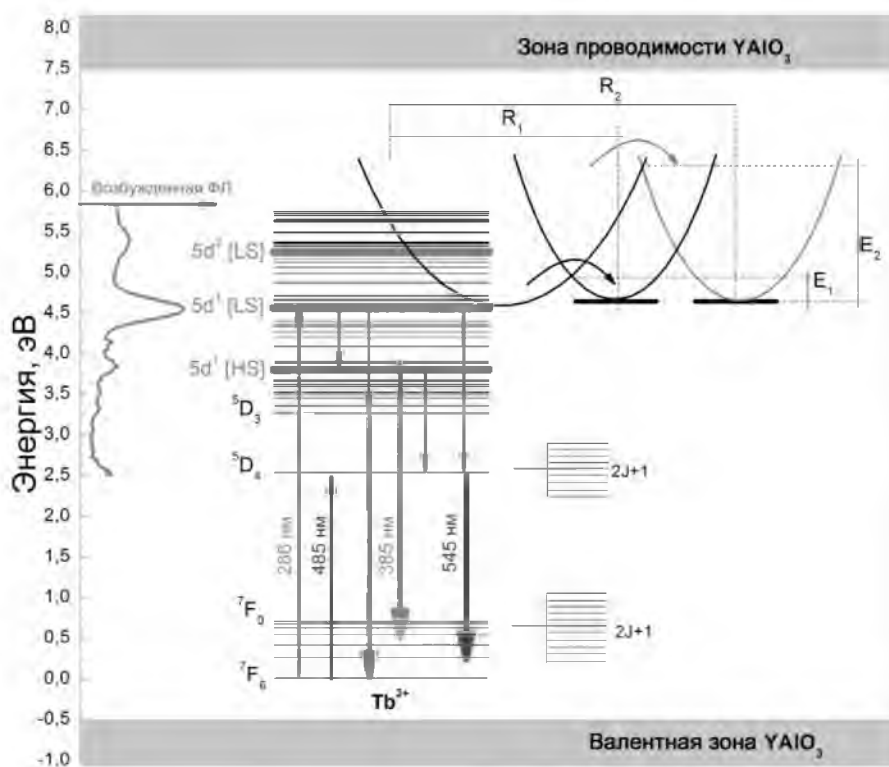 Зона проводимости YAlO₃
8,0
7,5
7,0
6,5
6,0
5,5
5,0
4,5
4,0
3,5
3,0
2,5
2,0
1,5
1,0
0,5
0,0
-0,5
-1,0
Энергия, эВ
R₂
R₁
E₂
E₁
Возбужденная ФЛ
5d² [LS]
5d¹ [LS]
5d¹ [HS]
⁵D₃
⁵D₄
2J+1
286 нм
485 нм
385 нм
545 нм
⁷F₀
2J+1
⁷F₆
Tb³⁺
Валентная зона YAlO₃